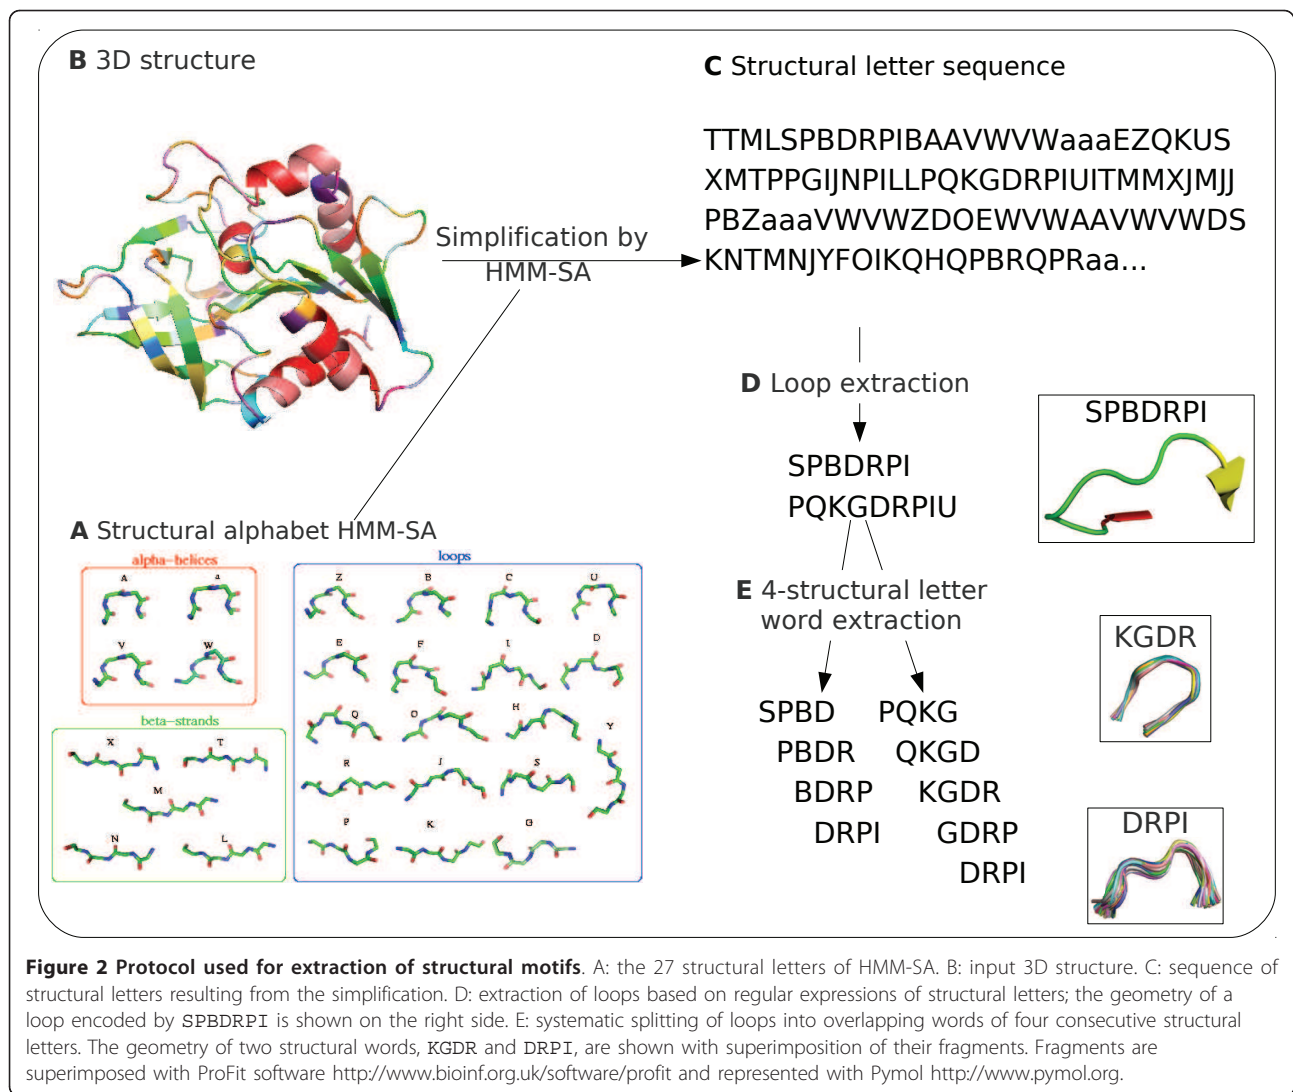 B 3D structure
C Structural letter sequence
TTMLSPBDRPIBAAVWVWaaaEZQKUS
XMTPPGIJNPILLPQKGDRPIUITMMXJMJJ
PBZaaaVWVWZDOEWVWAAVWVWDS
KNTMNJYFOIKQHQPBRQPRaa...
Simplification by
HMM-SA
D Loop extraction
SPBDRPI
PQKGDRPIU
SPBDRPI
E 4-structural letter
word extraction
SPBD PQKG
PBDR QKGD
BDRP KGDR
DRPI GDRP
DRPI
KGDR
DRPI
A Structural alphabet HMM-SA
alpha-helices
A a
V W
beta-strands
X T
M
N L
loops
Z B C U
E F I D
Q O H Y
R J S
P K G
Figure 2 Protocol used for extraction of structural motifs. A: the 27 structural letters of HMM-SA. B: input 3D structure. C: sequence of
structural letters resulting from the simplification. D: extraction of loops based on regular expressions of structural letters; the geometry of a
loop encoded by SPBDRPI is shown on the right side. E: systematic splitting of loops into overlapping words of four consecutive structural
letters. The geometry of two structural words, KGDR and DRPI, are shown with superimposition of their fragments. Fragments are
superimposed with ProFit software http://www.bioinf.org.uk/software/profit and represented with Pymol http://www.pymol.org.